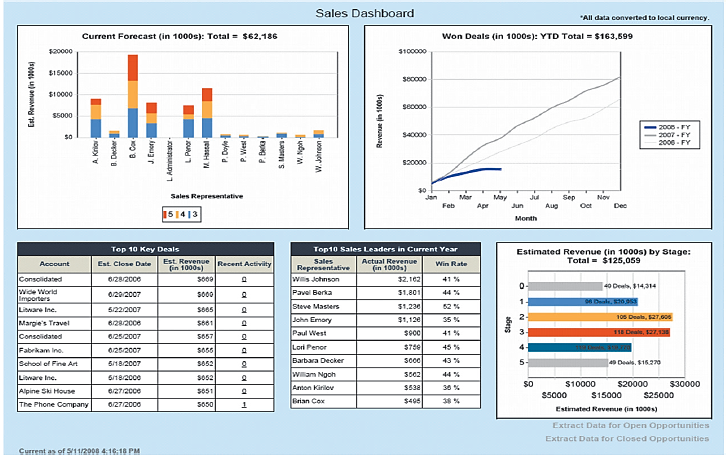 Sales Dashboard
*All data converted to local currency.
Current Forecast (in 1000s): Total = $62,186
Est. Revenue (in 1000s)
$20000
$15000
$10000
$5000
$0
A. Kirilov
B. Decker
B. Cox
J. Emory
L. Administrator
L. Penor
M. Hassall
P. Doyle
P. West
P. Belka
S. Masters
W. Ngoh
W. Johnson
Sales Representative
5 4 3
Won Deals (in 1000s): YTD Total = $163,599
Revenue (in 1000s)
$100000
$80000
$60000
$40000
$20000
$0
Jan Mar May Jul Sep Nov
Feb Apr Jun Aug Oct Dec
Month
2008 - FY
2007 - FY
2006 - FY
Top 10 Key Deals
Account Est. Close Date Est. Revenue (in 1000s) Recent Activity
Consolidated 6/28/2006 $669 0
Wide World Importers 6/29/2007 $669 0
Litware Inc. 5/22/2007 $665 0
Margie's Travel 6/28/2006 $661 0
Consolidated 6/25/2007 $657 0
Fabrikam Inc. 6/25/2007 $655 0
School of Fine Art 5/18/2007 $652 0
Litware Inc. 5/18/2006 $652 0
Alpine Ski House 6/27/2006 $651 0
The Phone Company 6/27/2006 $650 1
Top10 Sales Leaders in Current Year
Sales Representative Actual Revenue (in 1000s) Win Rate
Willis Johnson $2,162 41 %
Pavel Berka $1,801 44 %
Steve Masters $1,236 52 %
John Emory $1,126 35 %
Paul West $900 41 %
Lori Penor $759 45 %
Barbara Decker $666 43 %
William Ngoh $562 44 %
Anton Kirilov $538 36 %
Brian Cox $495 38 %
Estimated Revenue (in 1000s) by Stage:
Total = $125,059
Stage
0 49 Deals, $14,314
1
2 105 Deals, $27,606
3 118 Deals, $27,138
4
5 49 Deals, $15,270
$0 $10000 $20000 $30000
$5000 $15000 $25000
Estimated Revenue (in 1000s)
Extract Data for Open Opportunities
Extract Data for Closed Opportunities
Current as of 5/11/2008 4:16:18 PM